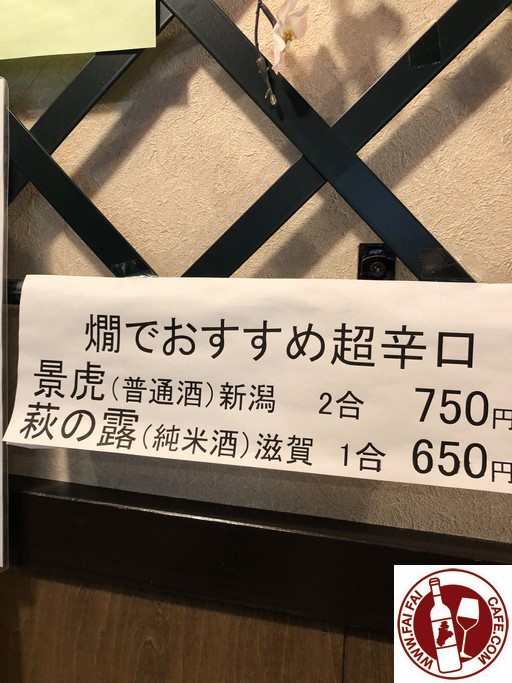 燗でおすすめ超辛口
景虎(普通酒)新潟 2合 750円
萩の露(純米酒)滋賀 1合 650円
WWW.FAI FAI CAFE.COM